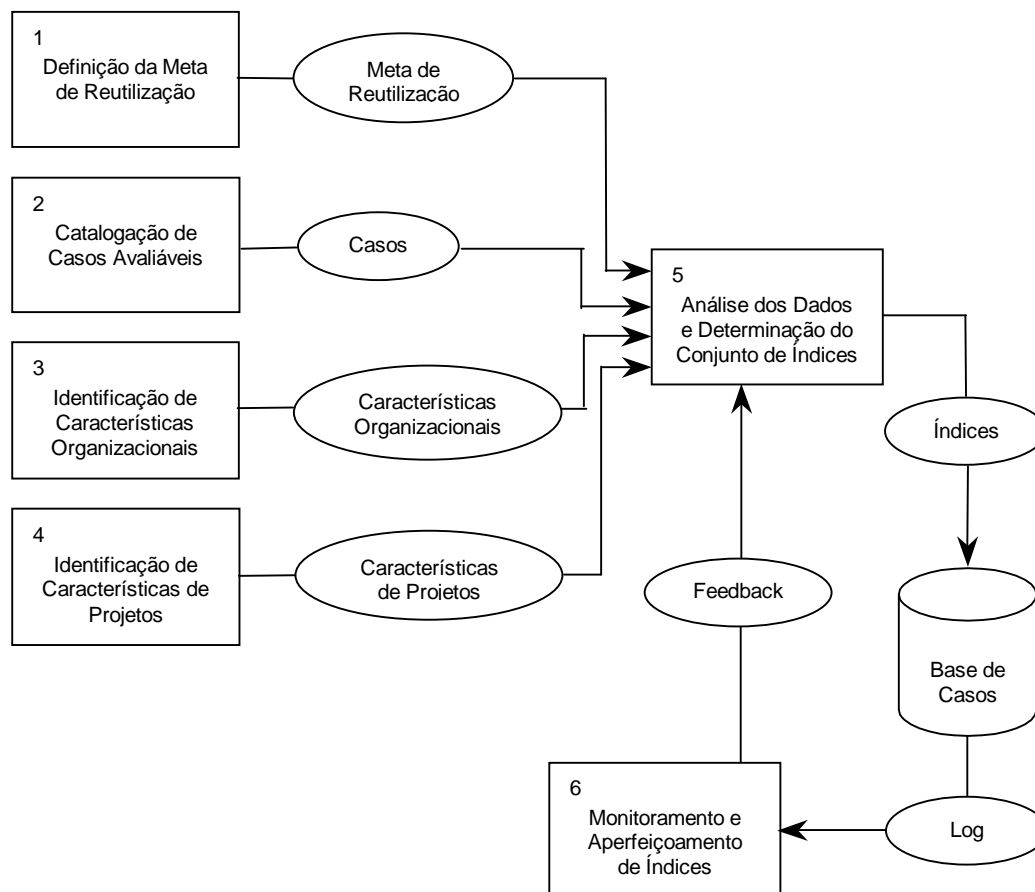 1
Definição da Meta
de Reutilização
Meta de
Reutilizacão
2
Catalogação de
Casos Avaliáveis
Casos
3
Identificação de
Características
Organizacionais
Características
Organizacionais
4
Identificação de
Características de
Projetos
Características
de Proietos
5
Análise dos Dados
e Determinação do
Conjunto de Índices
Índices
Feedback
Base de
Casos
6
Monitoramento e
Aperfeiçoamento
de Índices
Log